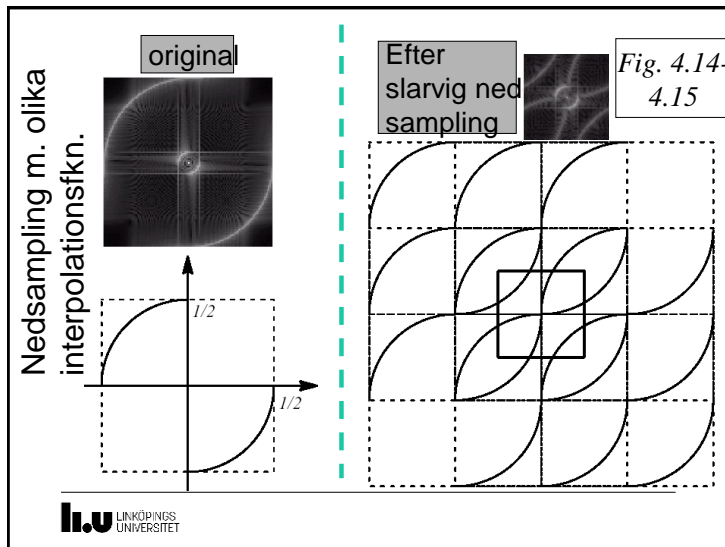 Nedsampling m. olika
interpolationsfkn.
original
1/2
1/2
Efter
slarvig ned
sampling
Fig. 4.14-
4.15
li.u LINKÖPINGS
UNIVERSITET